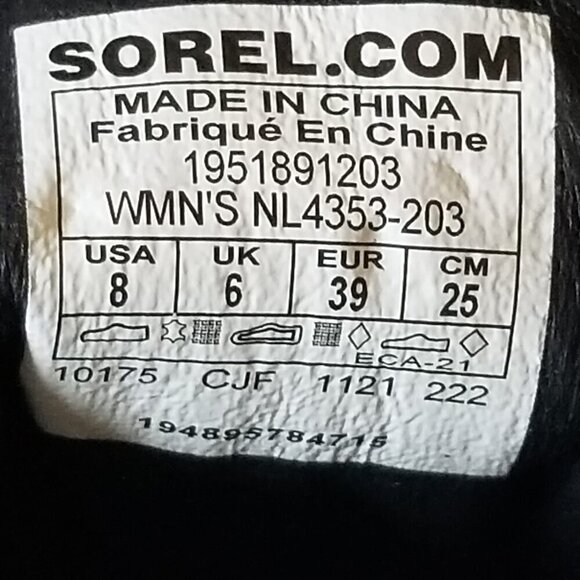 SOREL.COM
MADE IN CHINA
Fabriqué En Chine
1951891203
WMN'S NL4353-203
USA UK EUR CM
8 6 39 25
ECA-21
10175 CJF 1121 222
194895784715